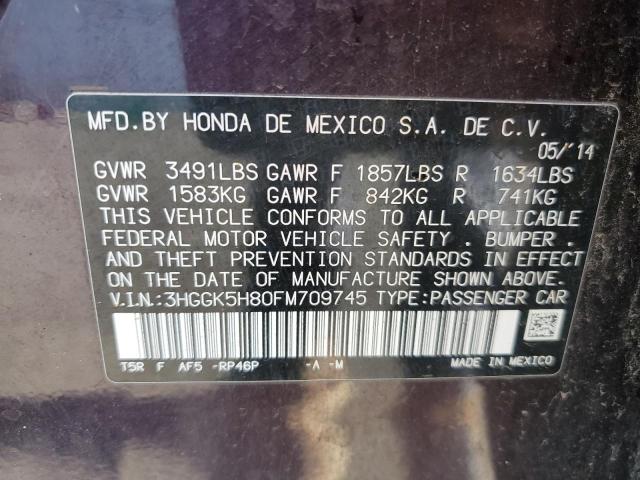 MFD.BY HONDA DE MEXICO S.A. DE C.V.
05/'14
GVWR 3491LBS GAWR F 1857LBS R 1634LBS
GVWR 1583KG GAWR F 842KG R 741KG
THIS VEHICLE CONFORMS TO ALL APPLICABLE
FEDERAL MOTOR VEHICLE SAFETY . BUMPER .
AND THEFT PREVENTION STANDARDS IN EFFECT
ON THE DATE OF MANUFACTURE SHOWN ABOVE.
V.I.N.:3HGGK5H80FM709745 TYPE:PASSENGER CAR
T5R F AF5 -RP46P -A -M MADE IN MEXICO